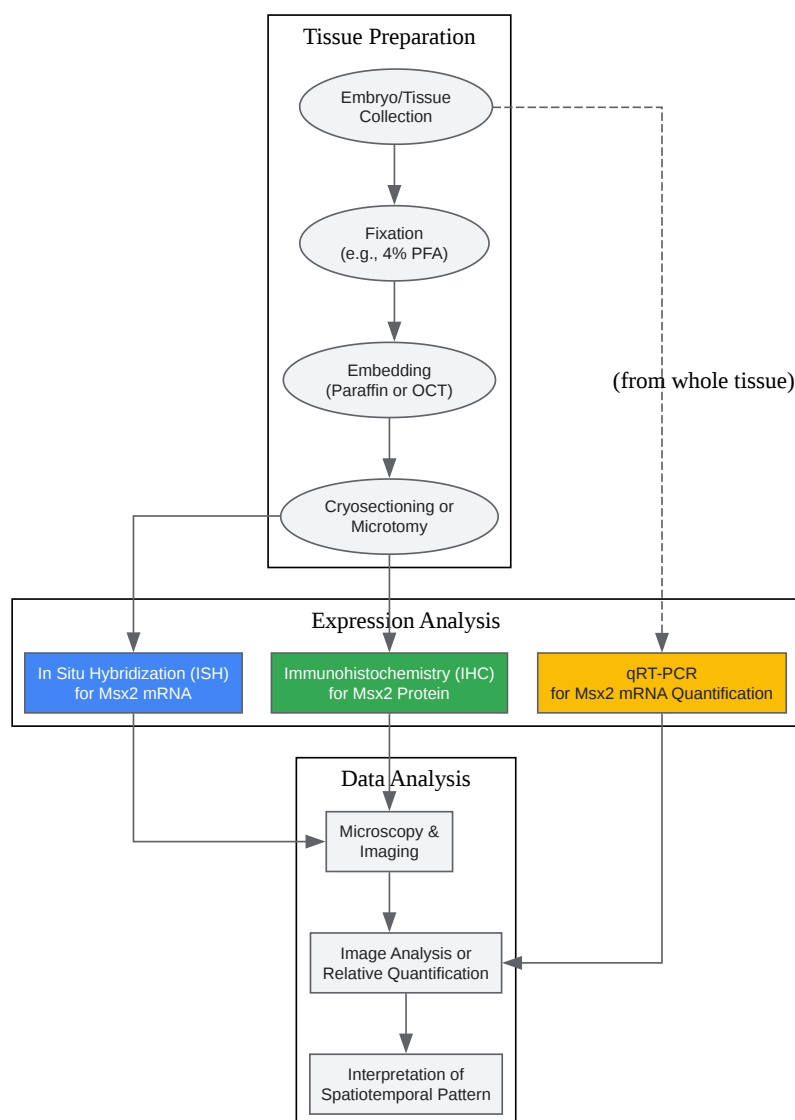 Tissue Preparation
Embryo/Tissue
Collection
Fixation
(e.g., 4% PFA)
Embedding
(Paraffin or OCT)
(from whole tissue)
Cryosectioning or
Microtomy
Expression Analysis
In Situ Hybridization (ISH)
for Msx2 mRNA
Immunohistochemistry (IHC)
for Msx2 Protein
qRT-PCR
for Msx2 mRNA Quantification
Data Analysis
Microscopy &
Imaging
Image Analysis or
Relative Quantification
Interpretation of
Spatiotemporal Pattern